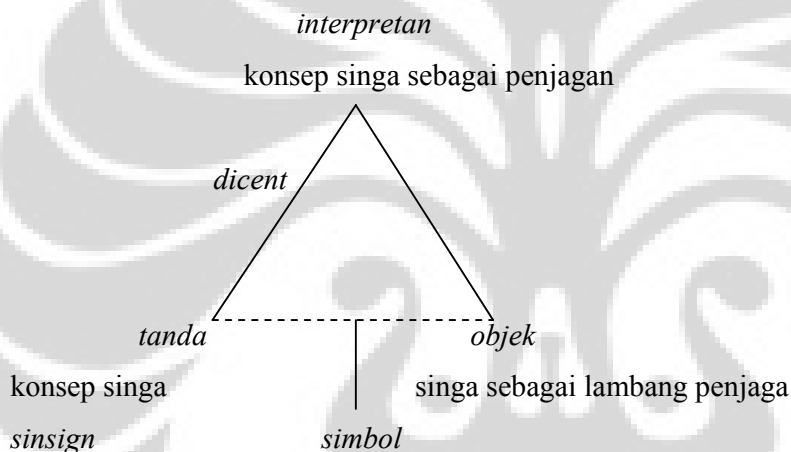 interpretan
konsep singa sebagai penjagan
dicent
tanda objek
konsep singa singa sebagai lambang penjaga
sinsign simbol